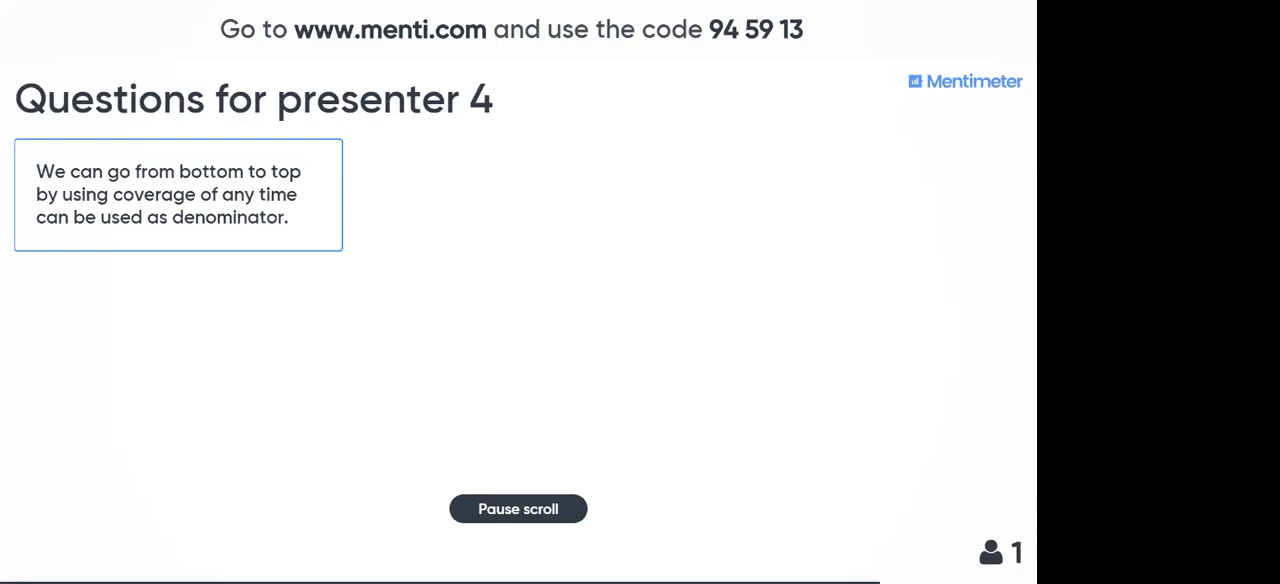 Go to www.menti.com and use the code 94 59 13
Mentimeter
Questions for presenter 4
We can go from bottom to top
by using coverage of any time
can be used as denominator.
Pause scroll
1